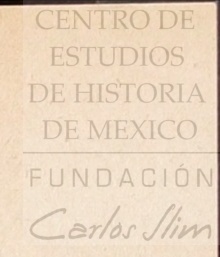 CENTRO DE
ESTUDIOS
DE HISTORIA
DE MEXICO
FUNDACIÓN
Carlos Slim